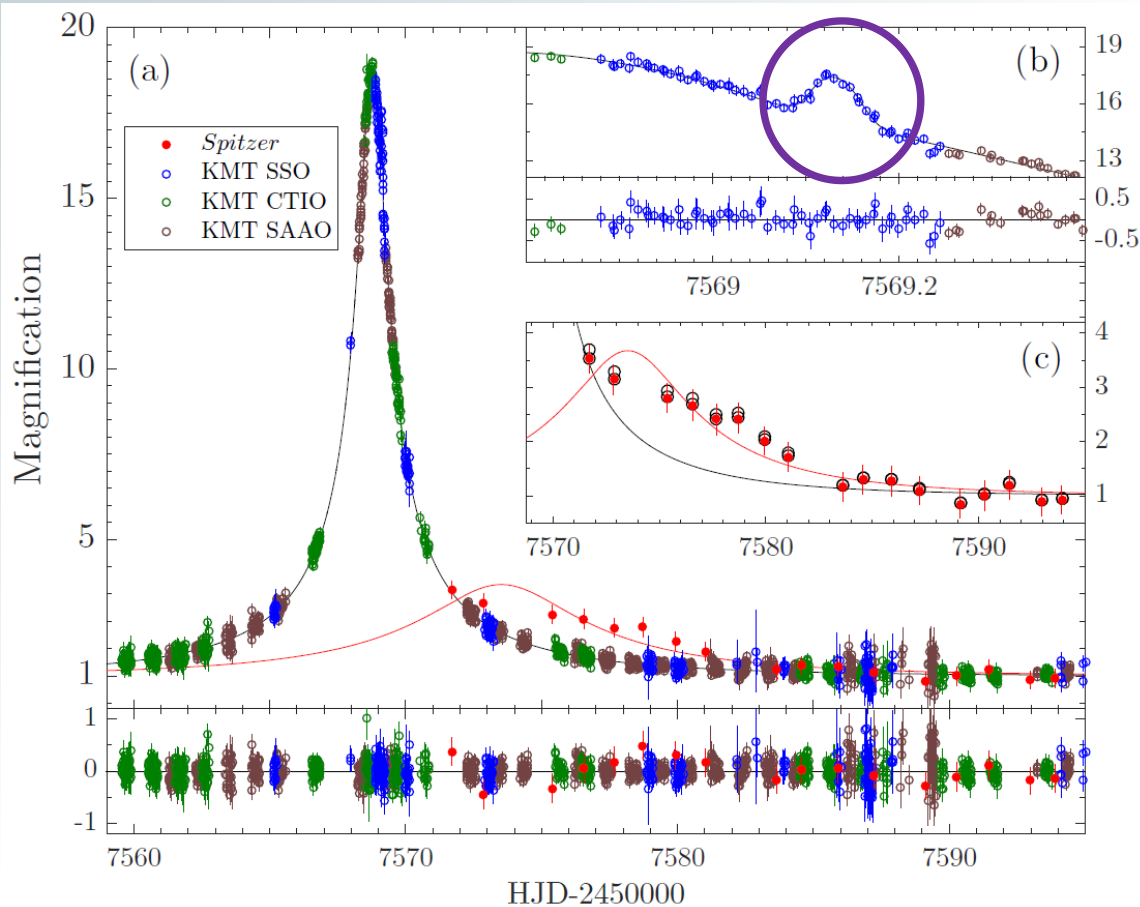 20
15
10
5
1
Magnification
(a)
Spitzer
KMT SSO
KMT CTIO
KMT SAAO
(b)
19
16
13
0.5
-0.5
7569
7569.2
(c)
4
3
2
1
7570
7580
7590
1
0
-1
7560
7570
7580
7590
HJD-2450000